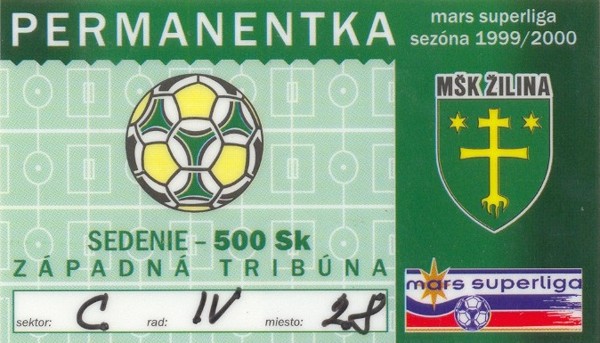 PERMANENTKA
mars superliga
sezóna 1999/2000
MŠK ŽILINA
SEDENIE – 500 Sk
ZÁPADNÁ TRIBÚNA
mars superliga
sektor: C rad: IV miesto: 28